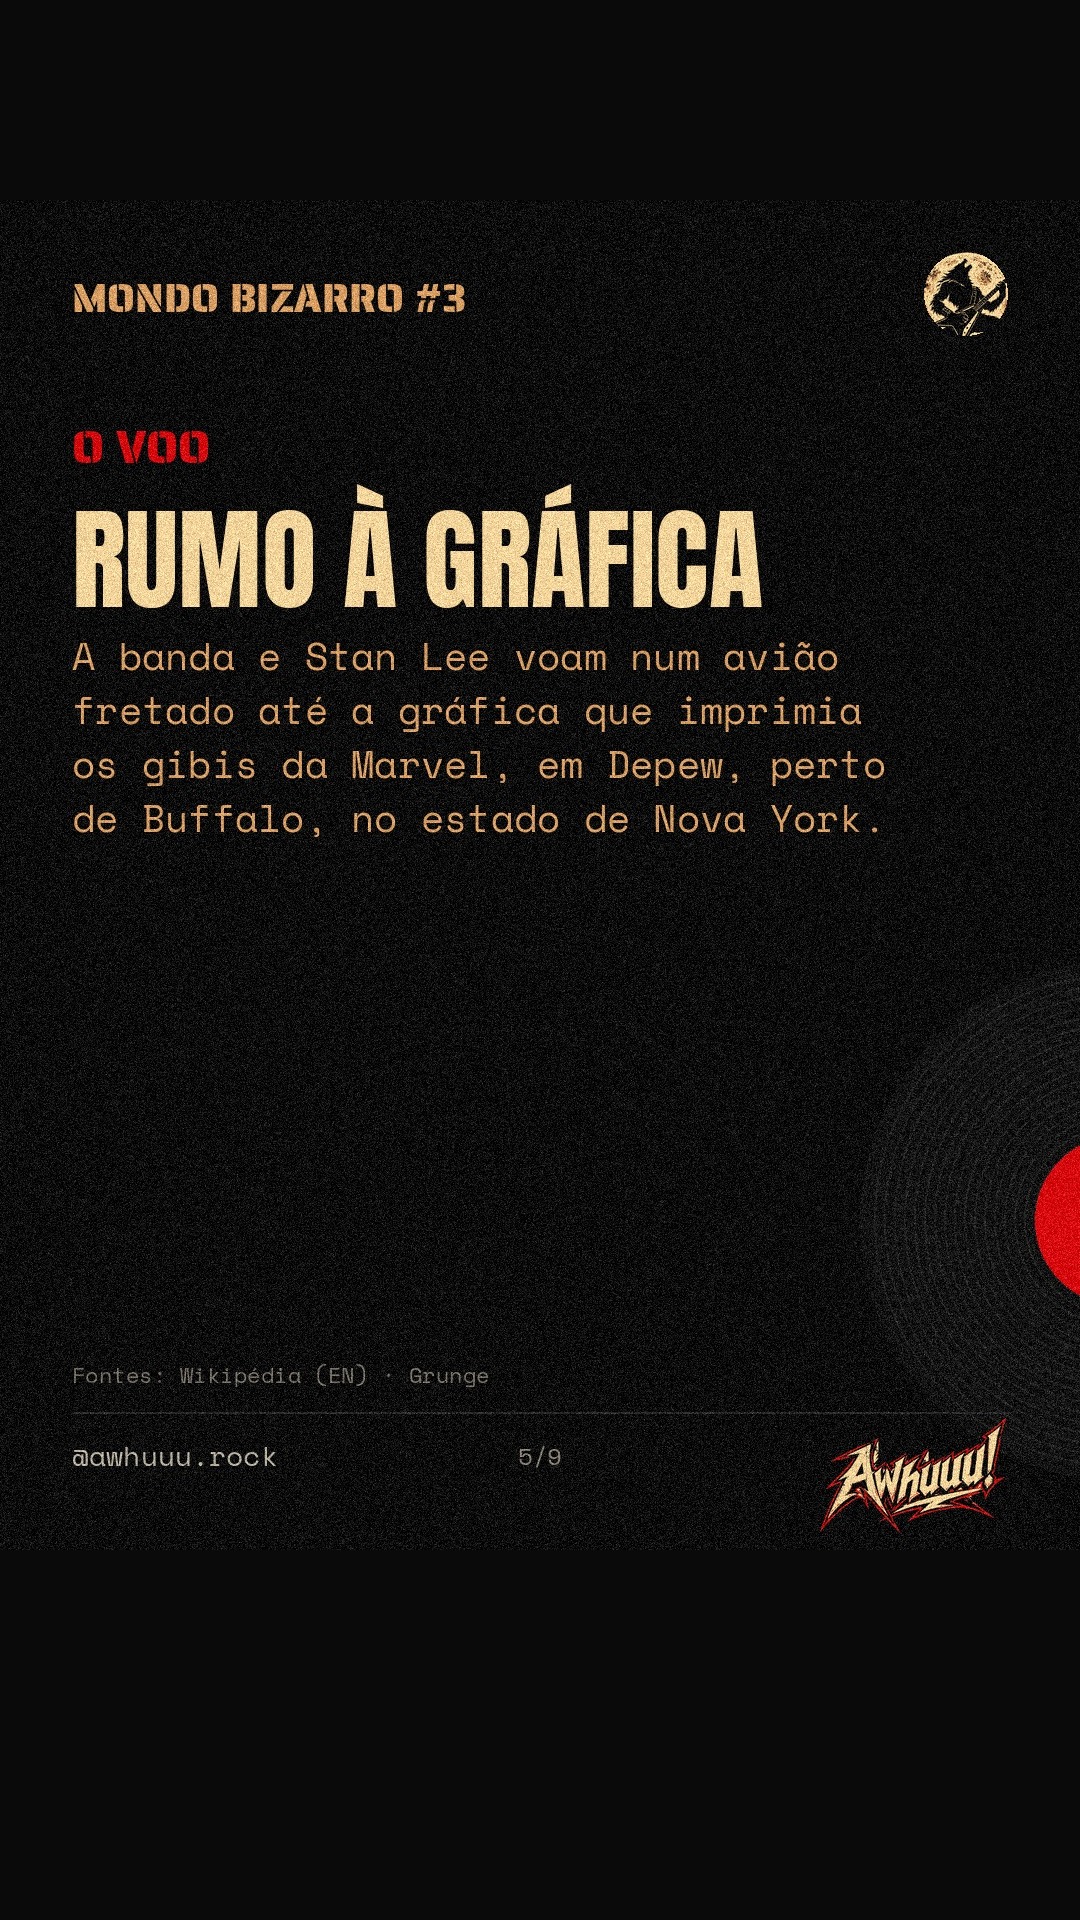 MONDO BIZARRO #3
O VOO
RUMO À GRÁFICA
A banda e Stan Lee voam num avião
fretado até a gráfica que imprimia
os gibis da Marvel, em Depew, perto
de Buffalo, no estado de Nova York.
Fontes: Wikipédia (EN) · Grunge
@awhuuu.rock
5/9
Awhuuu!